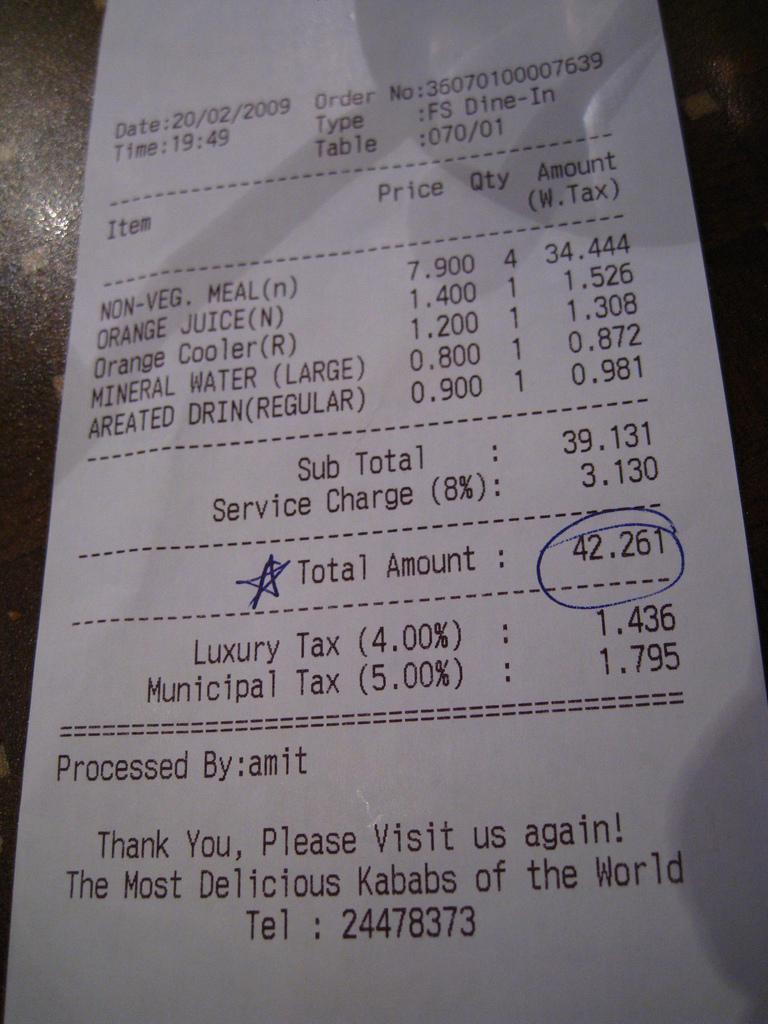 Date:20/02/2009 Order No:36070100007639
Time:19:49 Type :FS Dine-In
Table :070/01
Item Price Qty Amount
(W.Tax)
NON-VEG. MEAL(n) 7.900 4 34.444
ORANGE JUICE(N) 1.400 1 1.526
Orange Cooler(R) 1.200 1 1.308
MINERAL WATER (LARGE) 0.800 1 0.872
AREATED DRIN(REGULAR) 0.900 1 0.981
Sub Total : 39.131
Service Charge (8%): 3.130
Total Amount : 42.261
Luxury Tax (4.00%) : 1.436
Municipal Tax (5.00%) : 1.795
Processed By:amit
Thank You, Please Visit us again!
The Most Delicious Kababs of the World
Tel : 24478373